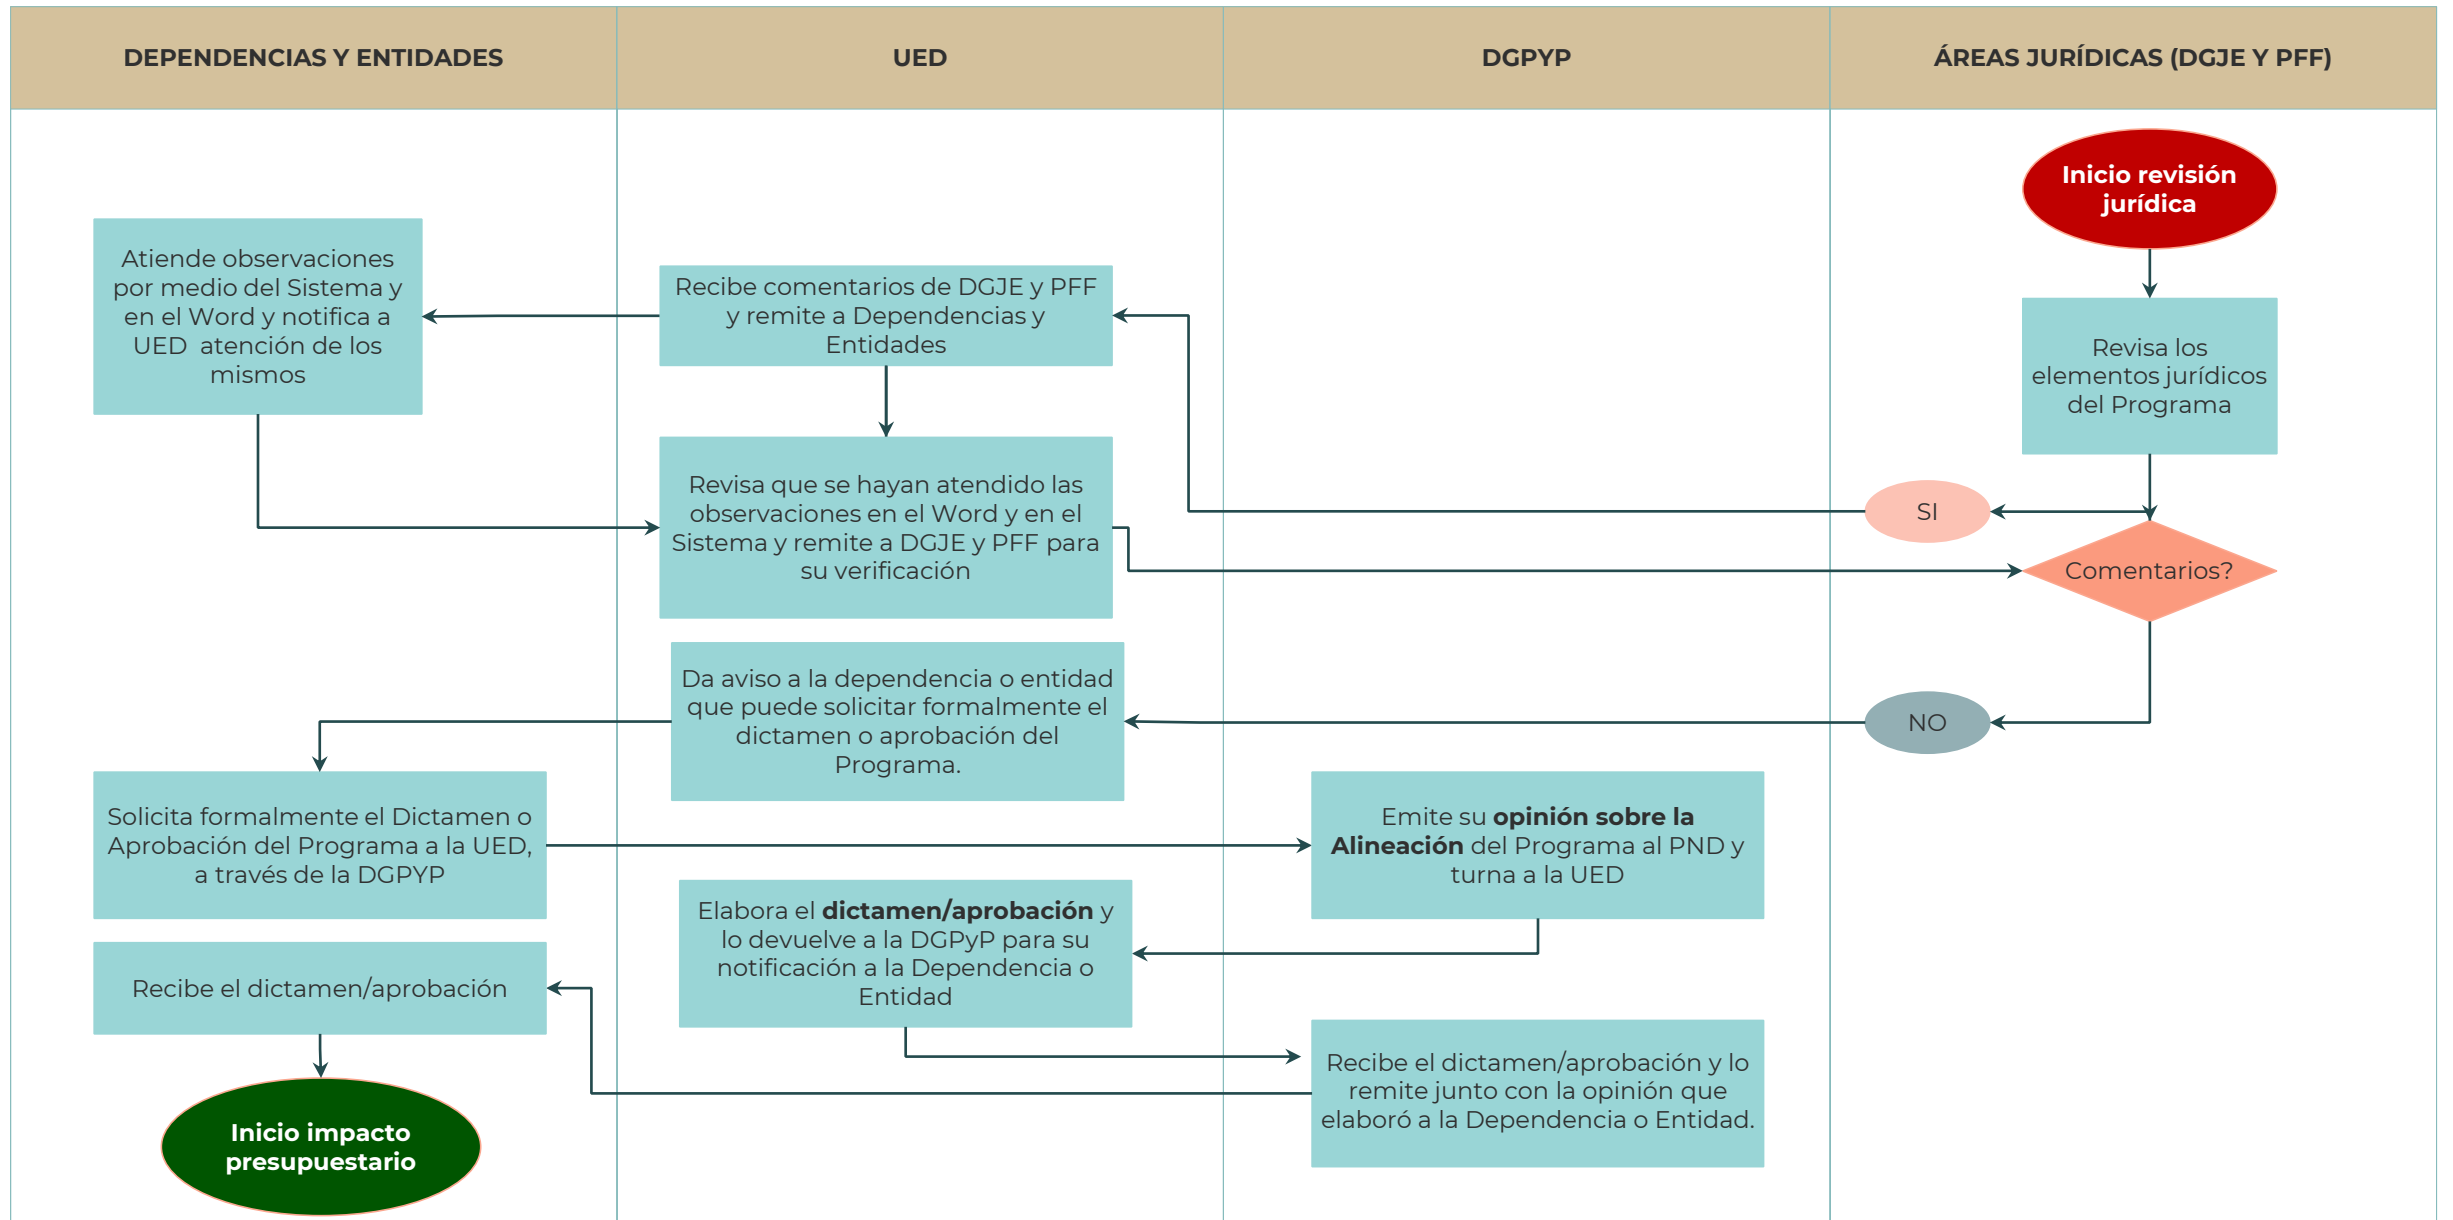 DEPENDENCIAS Y ENTIDADES
UED
DGPYP
ÁREAS JURÍDICAS (DGJE Y PFF)
Inicio revisión
jurídica
Revisa los
elementos jurídicos
del Programa
Comentarios?
SI
Recibe comentarios de DGJE y PFF
y remite a Dependencias y
Entidades
Atiende observaciones
por medio del Sistema y
en el Word y notifica a
UED atención de los
mismos
Revisa que se hayan atendido las
observaciones en el Word y en el
Sistema y remite a DGJE y PFF para
su verificación
NO
Da aviso a la dependencia o entidad
que puede solicitar formalmente el
dictamen o aprobación del
Programa.
Solicita formalmente el Dictamen o
Aprobación del Programa a la UED,
a través de la DGPYP
Emite su opinión sobre la
Alineación del Programa al PND y
turna a la UED
Elabora el dictamen/aprobación y
lo devuelve a la DGPyP para su
notificación a la Dependencia o
Entidad
Recibe el dictamen/aprobación y lo
remite junto con la opinión que
elaboró a la Dependencia o Entidad.
Recibe el dictamen/aprobación
Inicio impacto
presupuestario